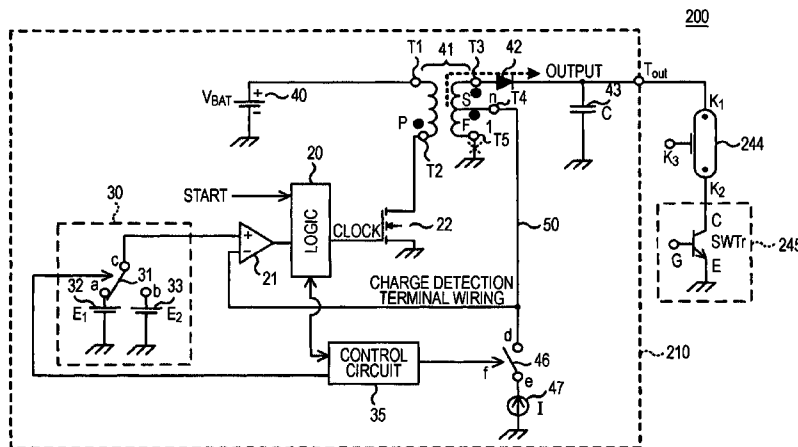 200
T1 41 T3 42
OUTPUT
Tout
VBAT
+
-
40
P
S
n
T4
F
1
T5
T2
43
C
K1
K3
244
K2
20
START
LOGIC
CLOCK
22
50
30
+
-
21
c
31
32
a
b
33
E1
E2
CHARGE DETECTION
TERMINAL WIRING
C
SWTr
G
E
245
d
46
f
e
47
I
CONTROL
CIRCUIT
35
210